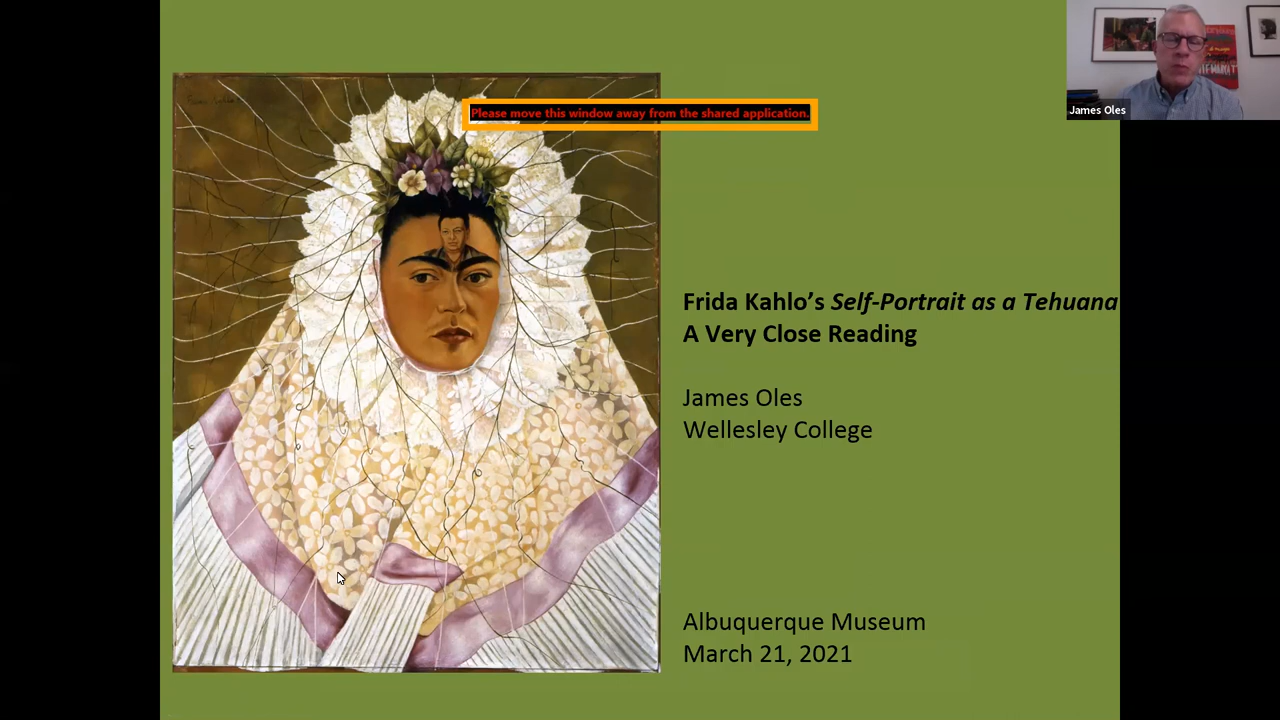 Please move this window away from the shared application.
James Oles
Frida Kahlo’s Self-Portrait as a Tehuana
A Very Close Reading
James Oles
Wellesley College
Albuquerque Museum
March 21, 2021